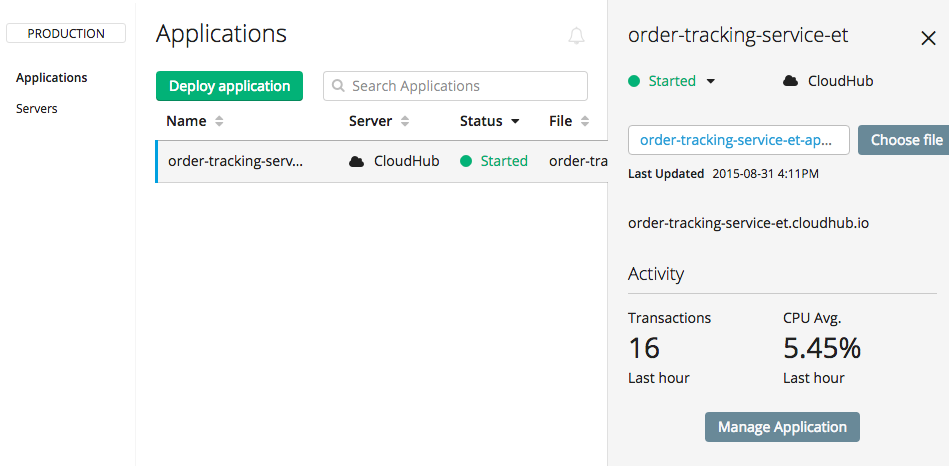 PRODUCTION
Applications
Servers
Applications
Deploy application
Search Applications
Name Server Status File
order-tracking-serv... CloudHub Started order-tra
order-tracking-service-et
Started CloudHub
order-tracking-service-et-ap... Choose file
Last Updated 2015-08-31 4:11PM
order-tracking-service-et.cloudhub.io
Activity
Transactions CPU Avg.
16 5.45%
Last hour Last hour
Manage Application